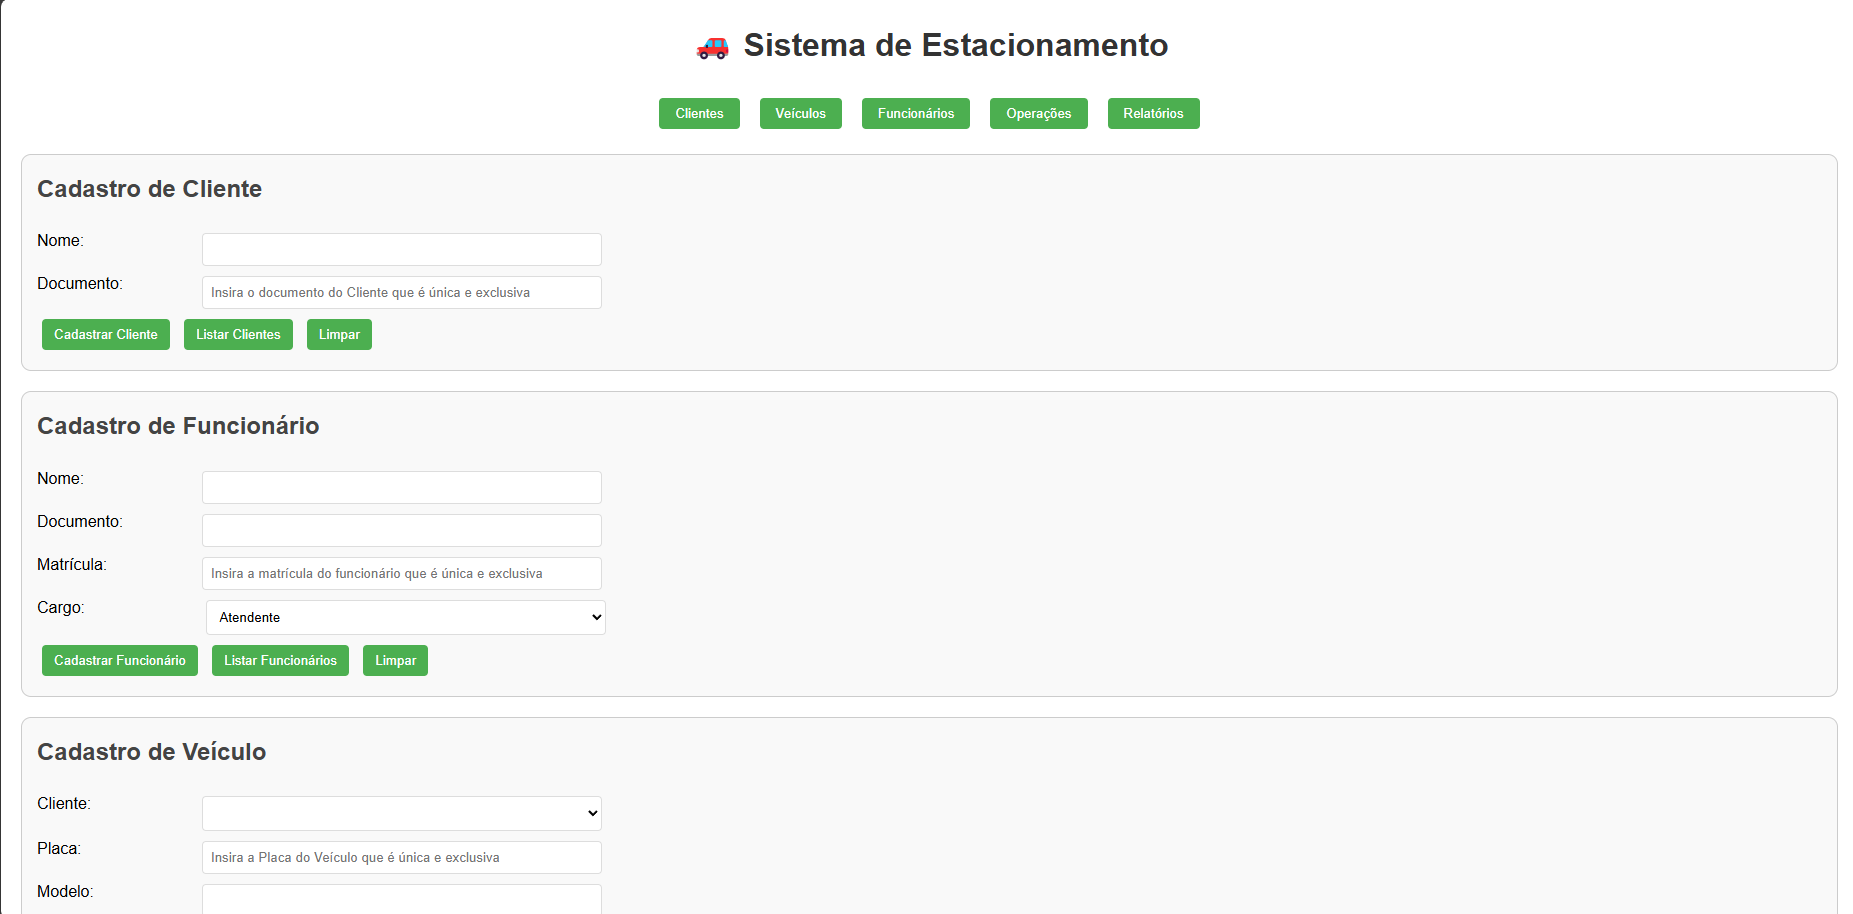 🚗 Sistema de Estacionamento
Clientes Veículos Funcionários Operações Relatórios
Cadastro de Cliente
Nome:
Documento: Insira o documento do Cliente que é única e exclusiva
Cadastrar Cliente Listar Clientes Limpar
Cadastro de Funcionário
Nome:
Documento:
Matrícula: Insira a matrícula do funcionário que é única e exclusiva
Cargo: Atendente
Cadastrar Funcionário Listar Funcionários Limpar
Cadastro de Veículo
Cliente:
Placa: Insira a Placa do Veículo que é única e exclusiva
Modelo: